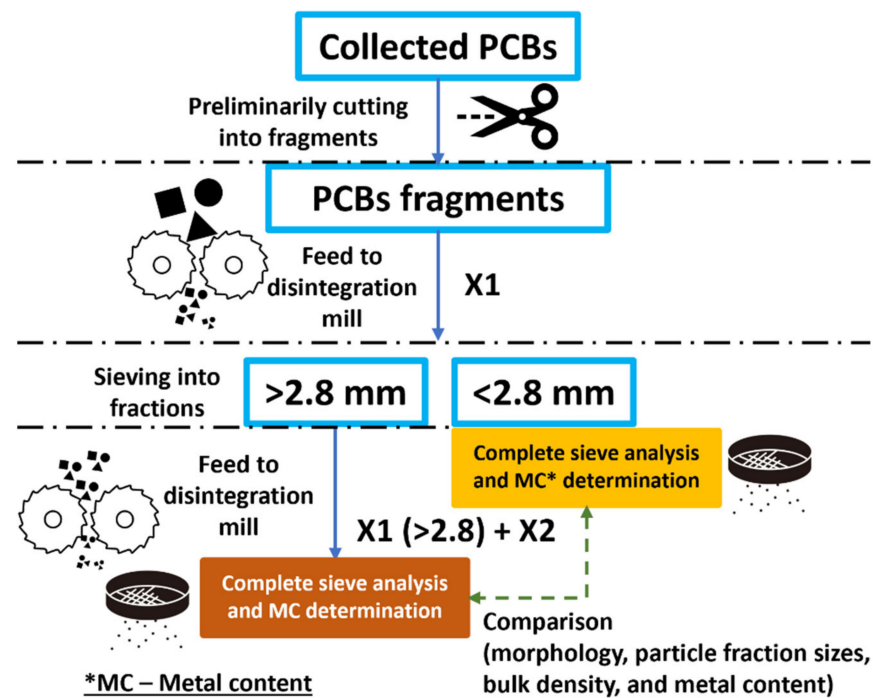 Collected PCBs
Preliminarily cutting
into fragments
PCBs fragments
Feed to
disintegration
mill
X1
Sieving into
fractions
>2.8 mm
<2.8 mm
Complete sieve analysis
and MC* determination
Feed to
disintegration
mill
X1 (>2.8) + X2
Complete sieve analysis
and MC determination
Comparison
(morphology, particle fraction sizes,
bulk density, and metal content)
*MC – Metal content